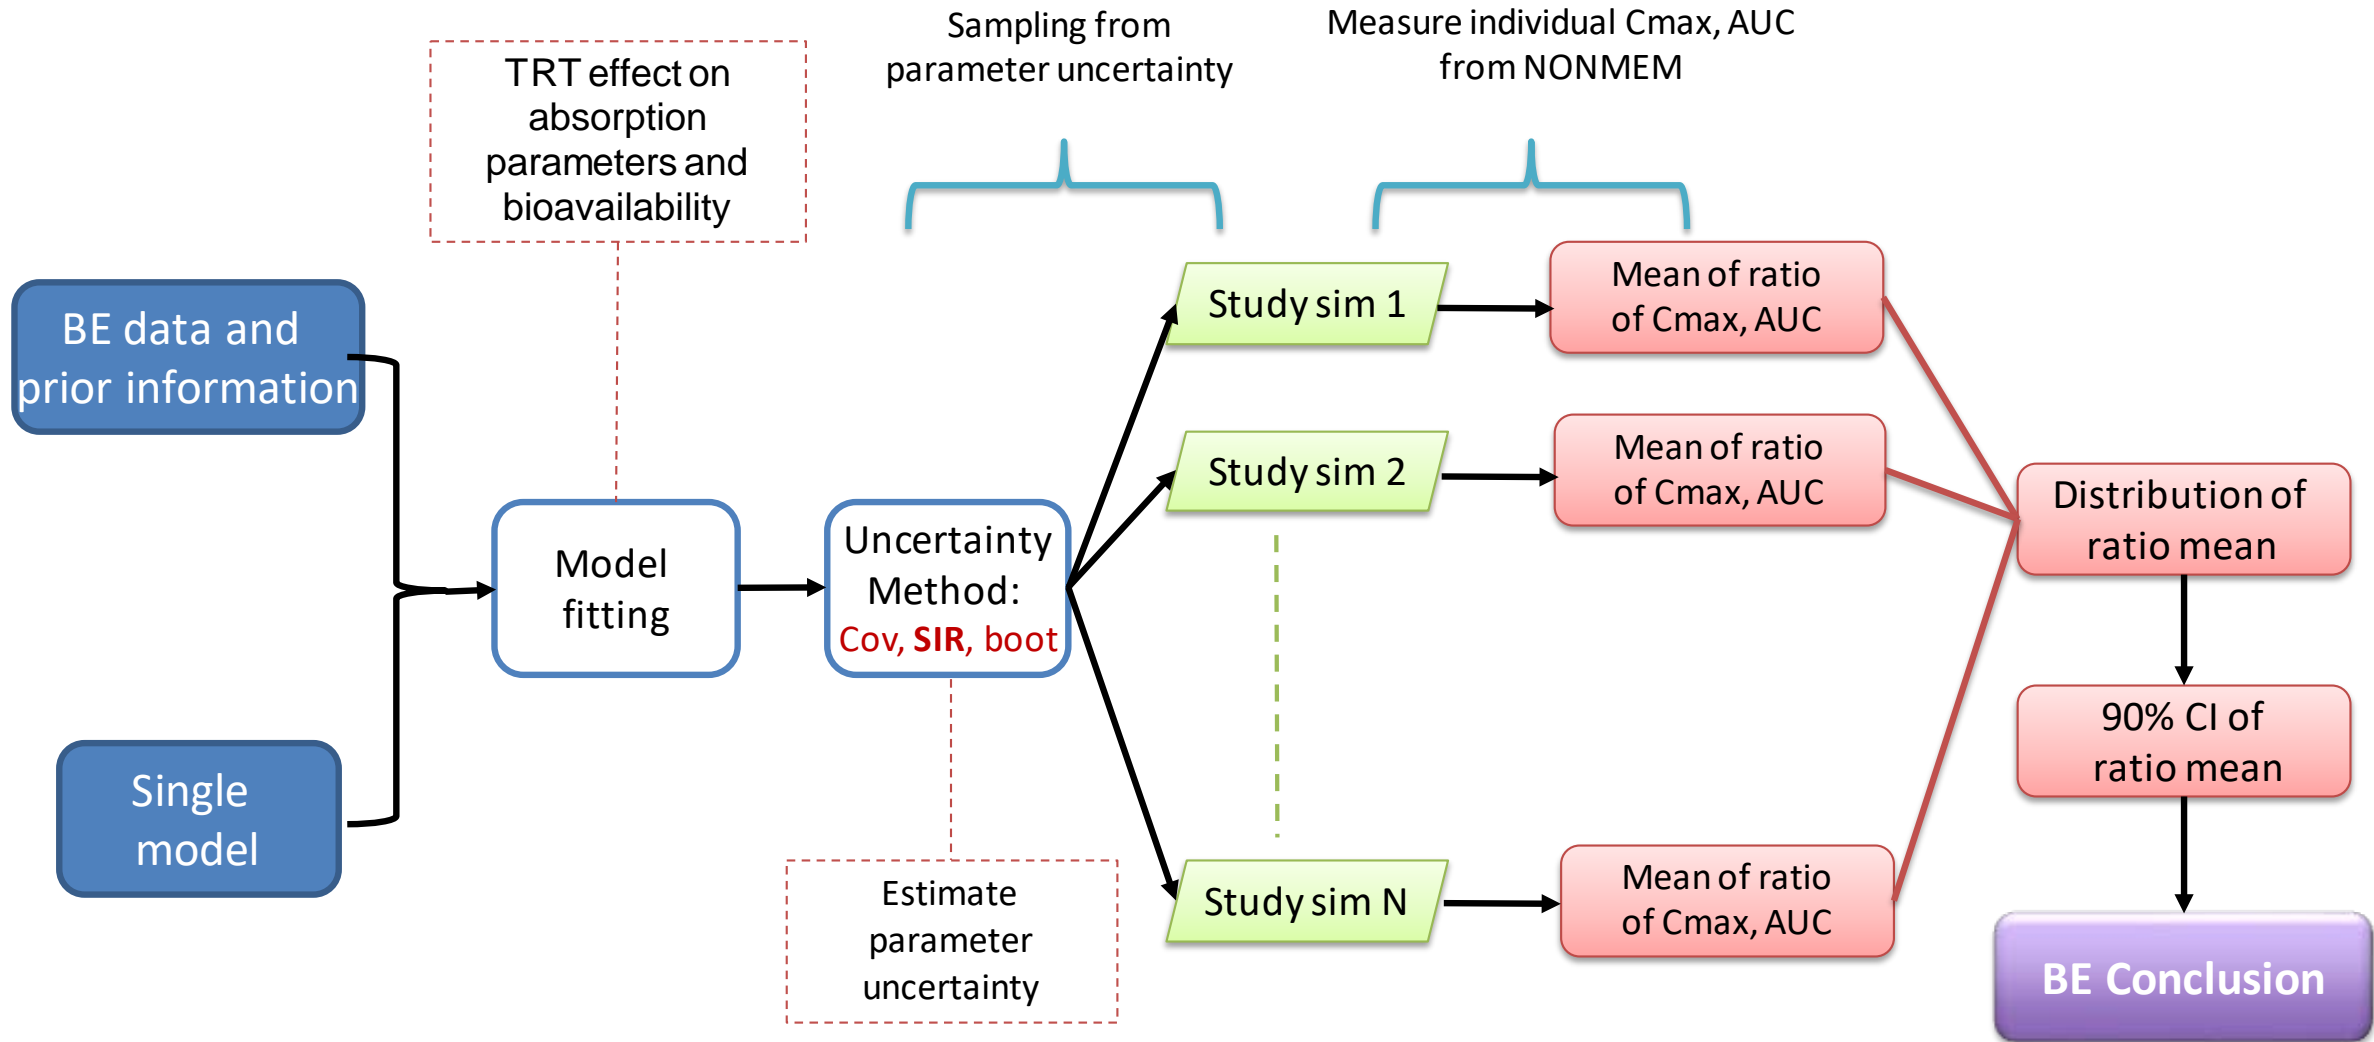 Sampling from
parameter uncertainty
Measure individual Cmax, AUC
from NONMEM
TRT effect on
absorption
parameters and
bioavailability
BE data and
prior information
Single
model
Model
fitting
Uncertainty
Method:
Cov, SIR, boot
Estimate
parameter
uncertainty
Study sim 1
Mean of ratio
of Cmax, AUC
Study sim 2
Mean of ratio
of Cmax, AUC
Study sim N
Mean of ratio
of Cmax, AUC
Distribution of
ratio mean
90% CI of
ratio mean
BE Conclusion